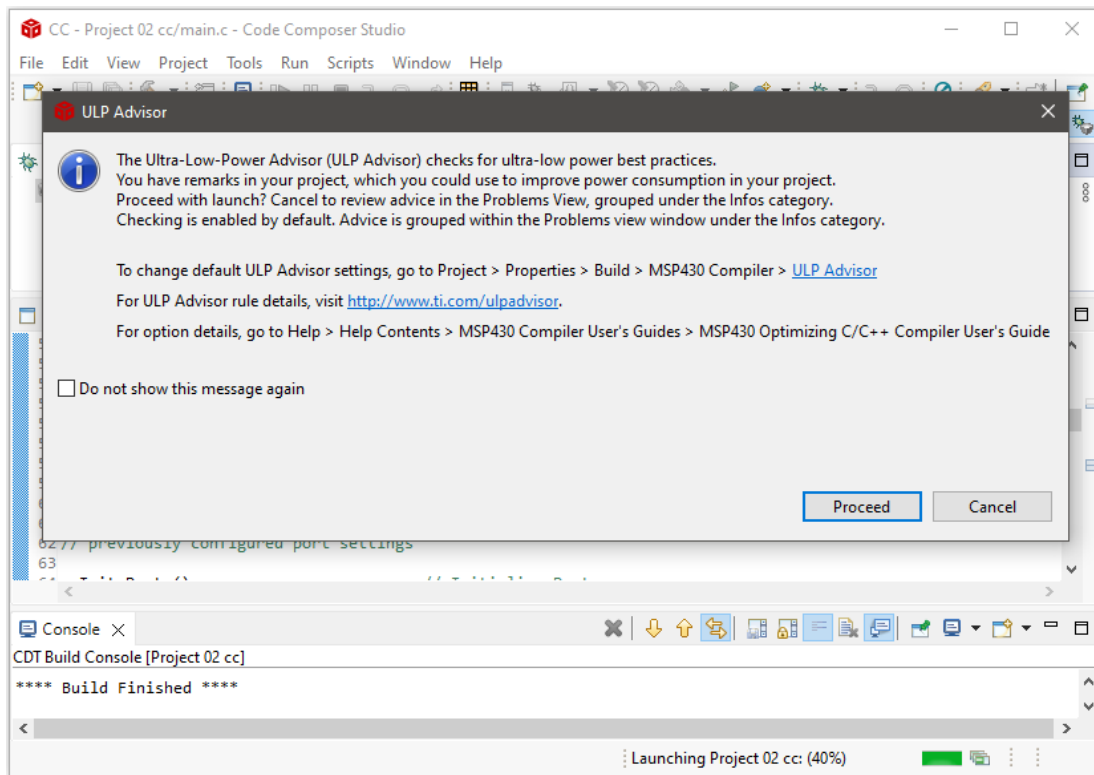 CC - Project 02 cc/main.c - Code Composer Studio
File Edit View Project Tools Run Scripts Window Help
ULP Advisor
The Ultra-Low-Power Advisor (ULP Advisor) checks for ultra-low power best practices.
You have remarks in your project, which you could use to improve power consumption in your project.
Proceed with launch? Cancel to review advice in the Problems View, grouped under the Infos category.
Checking is enabled by default. Advice is grouped within the Problems view window under the Infos category.
To change default ULP Advisor settings, go to Project > Properties > Build > MSP430 Compiler > ULP Advisor
For ULP Advisor rule details, visit http://www.ti.com/ulpadvisor.
For option details, go to Help > Help Contents > MSP430 Compiler User's Guides > MSP430 Optimizing C/C++ Compiler User's Guide
Do not show this message again
Proceed Cancel
62 // previously configured port settings
63
Console
CDT Build Console [Project 02 cc]
**** Build Finished ****
Launching Project 02 cc: (40%)